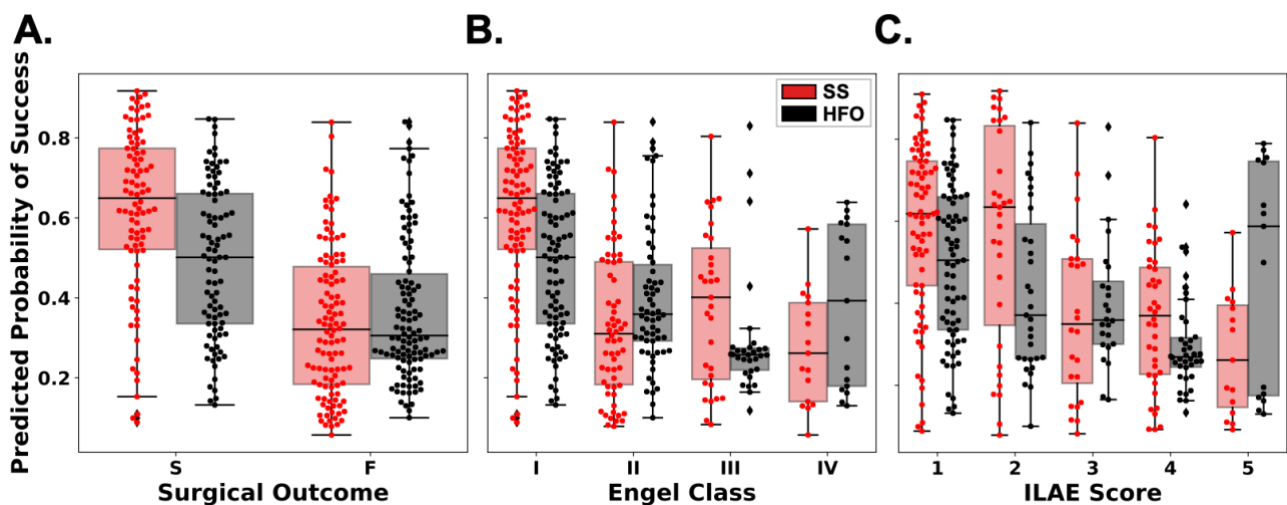 A.
B.
C.
Predicted Probability of Success
0.8
0.6
0.4
0.2
S
F
Surgical Outcome
SS
HFO
I
II
III
IV
Engel Class
1
2
3
4
5
ILAE Score